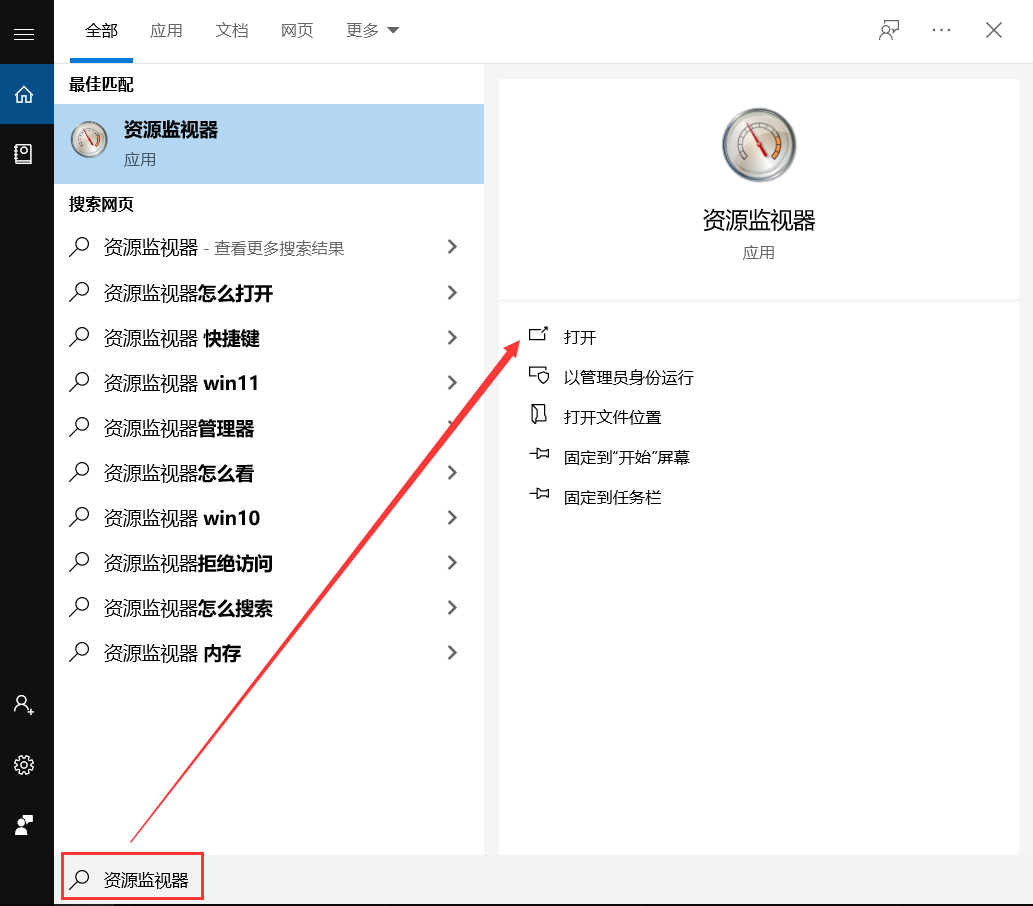 全部 应用 文档 网页 更多
最佳匹配
资源监视器
应用
搜索网页
资源监视器 - 查看更多搜索结果
资源监视器怎么打开
资源监视器 快捷键
资源监视器 win11
资源监视器管理器
资源监视器怎么看
资源监视器 win10
资源监视器拒绝访问
资源监视器怎么搜索
资源监视器 内存
资源监视器
应用
打开
以管理员身份运行
打开文件位置
固定到"开始"屏幕
固定到任务栏
资源监视器